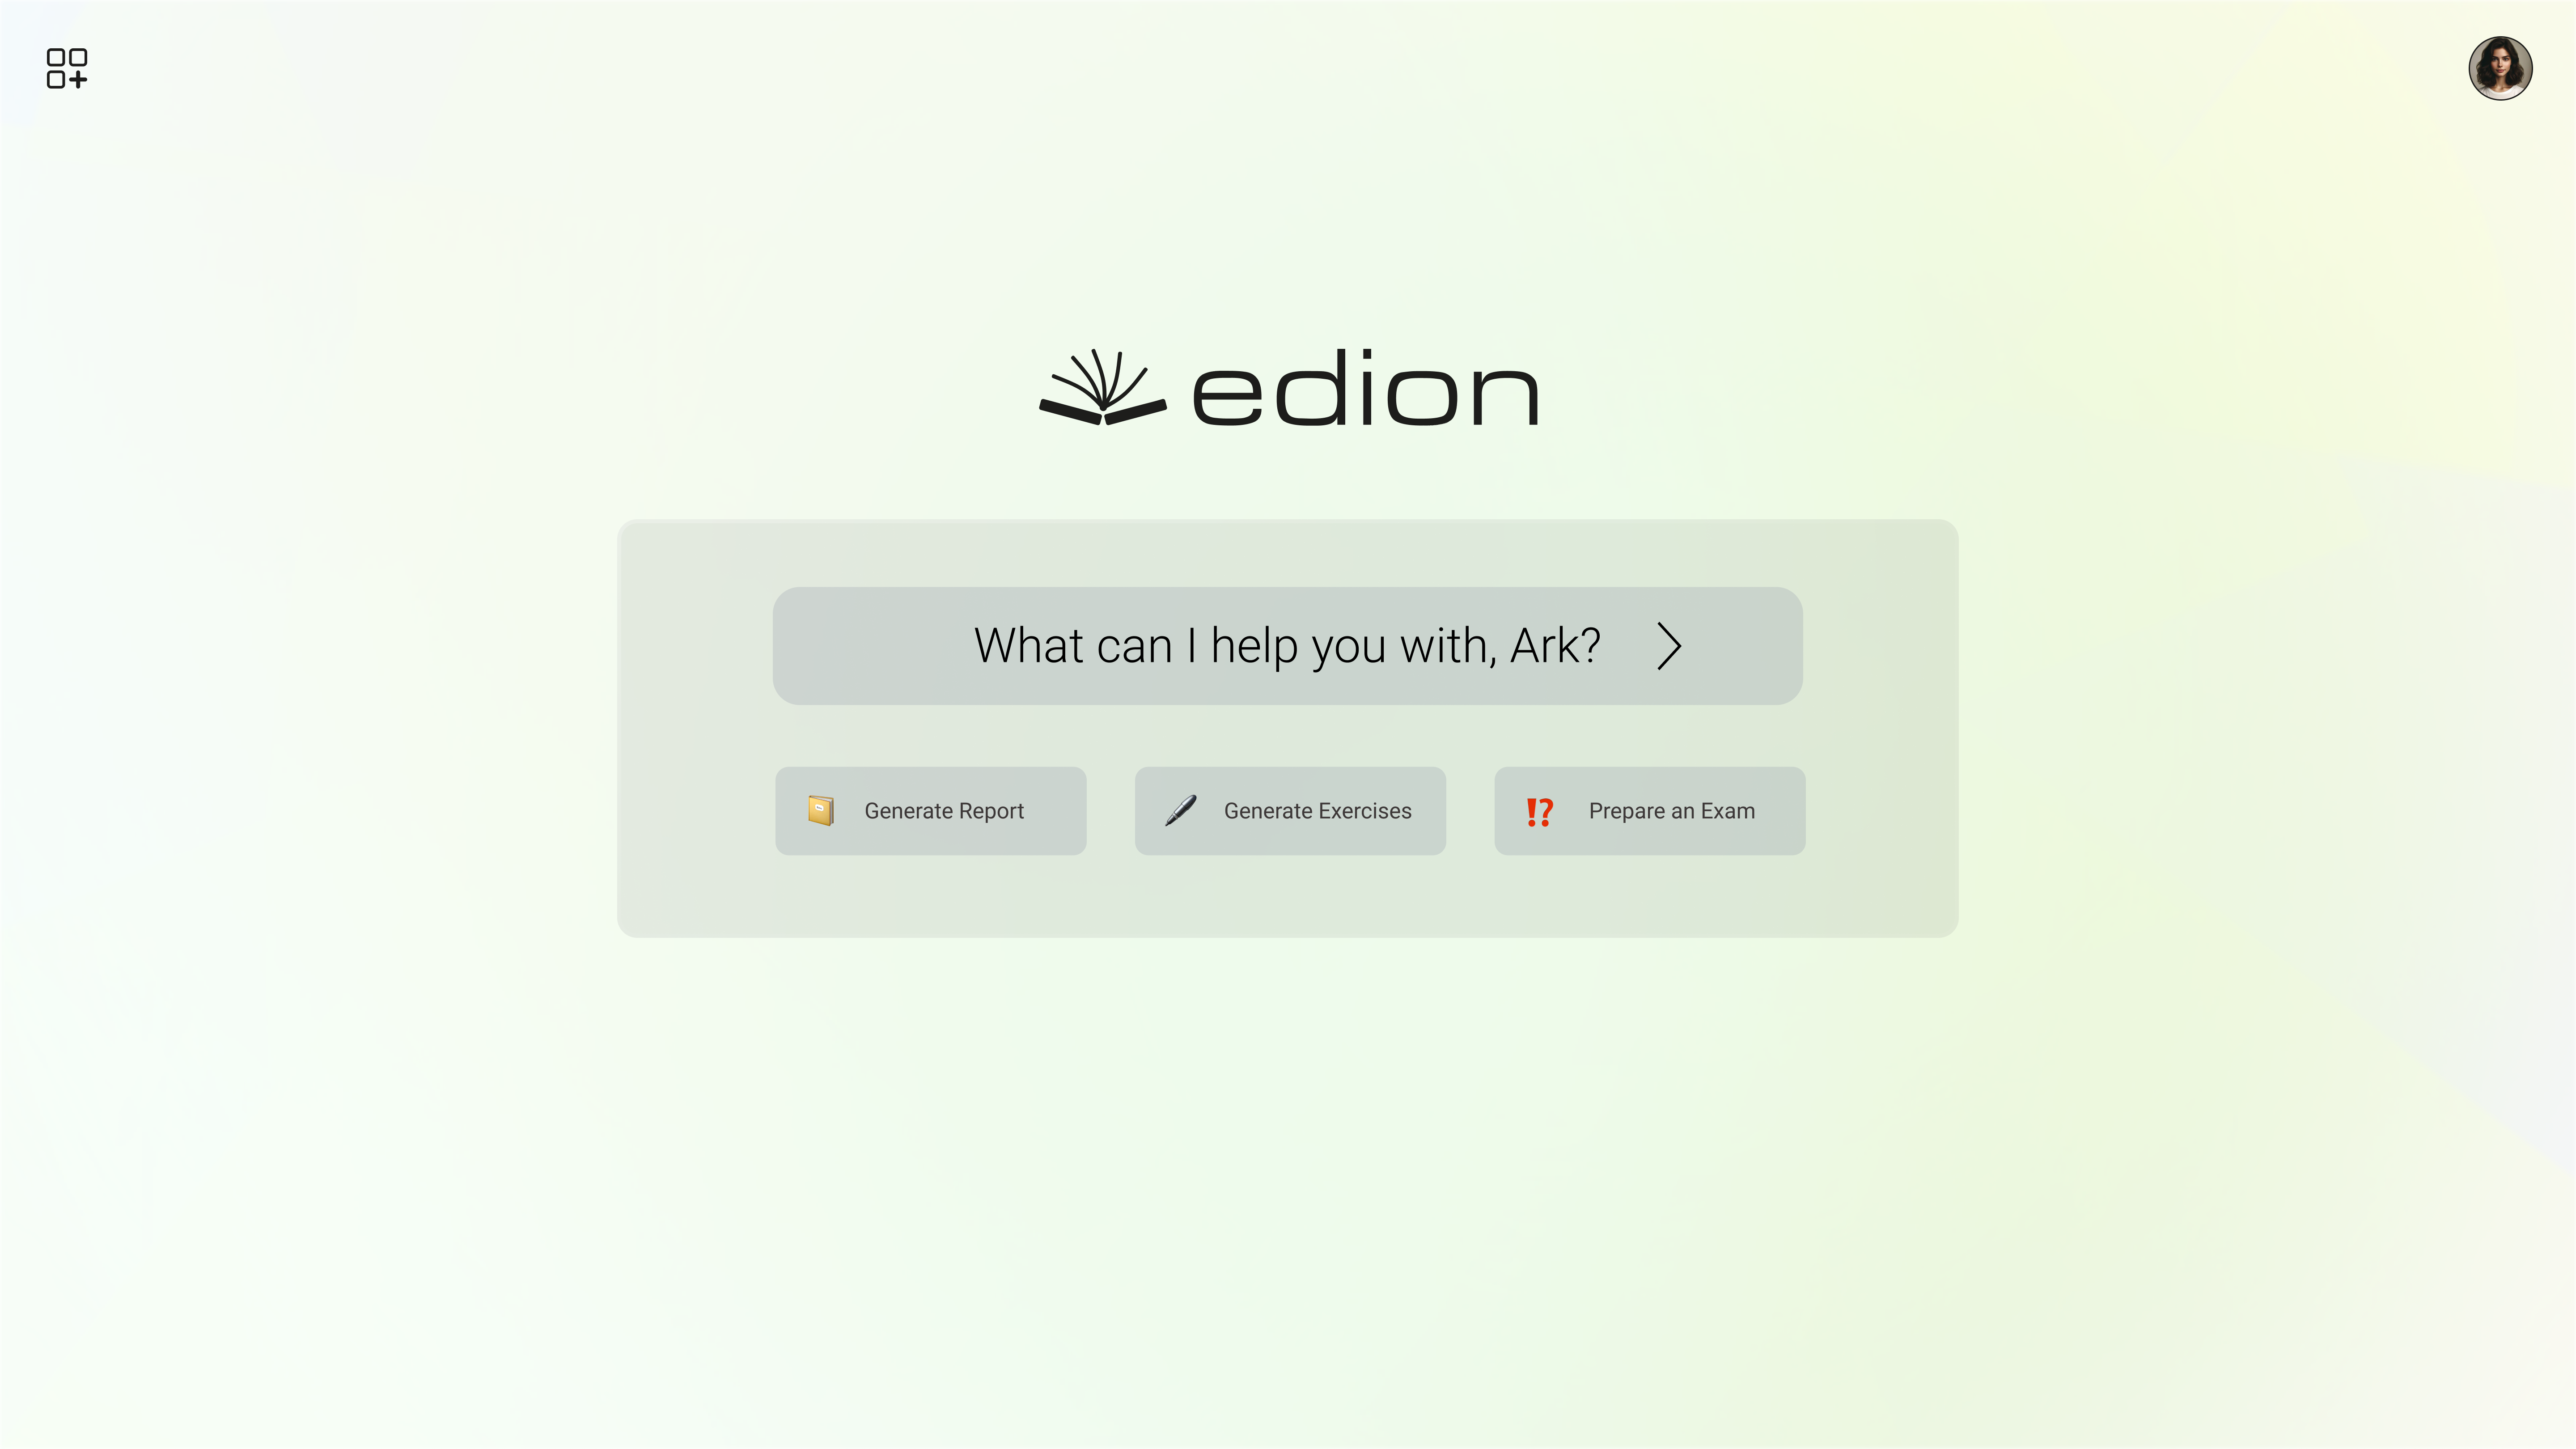 edion
What can I help you with, Ark?
Generate Report
Generate Exercises
Prepare an Exam